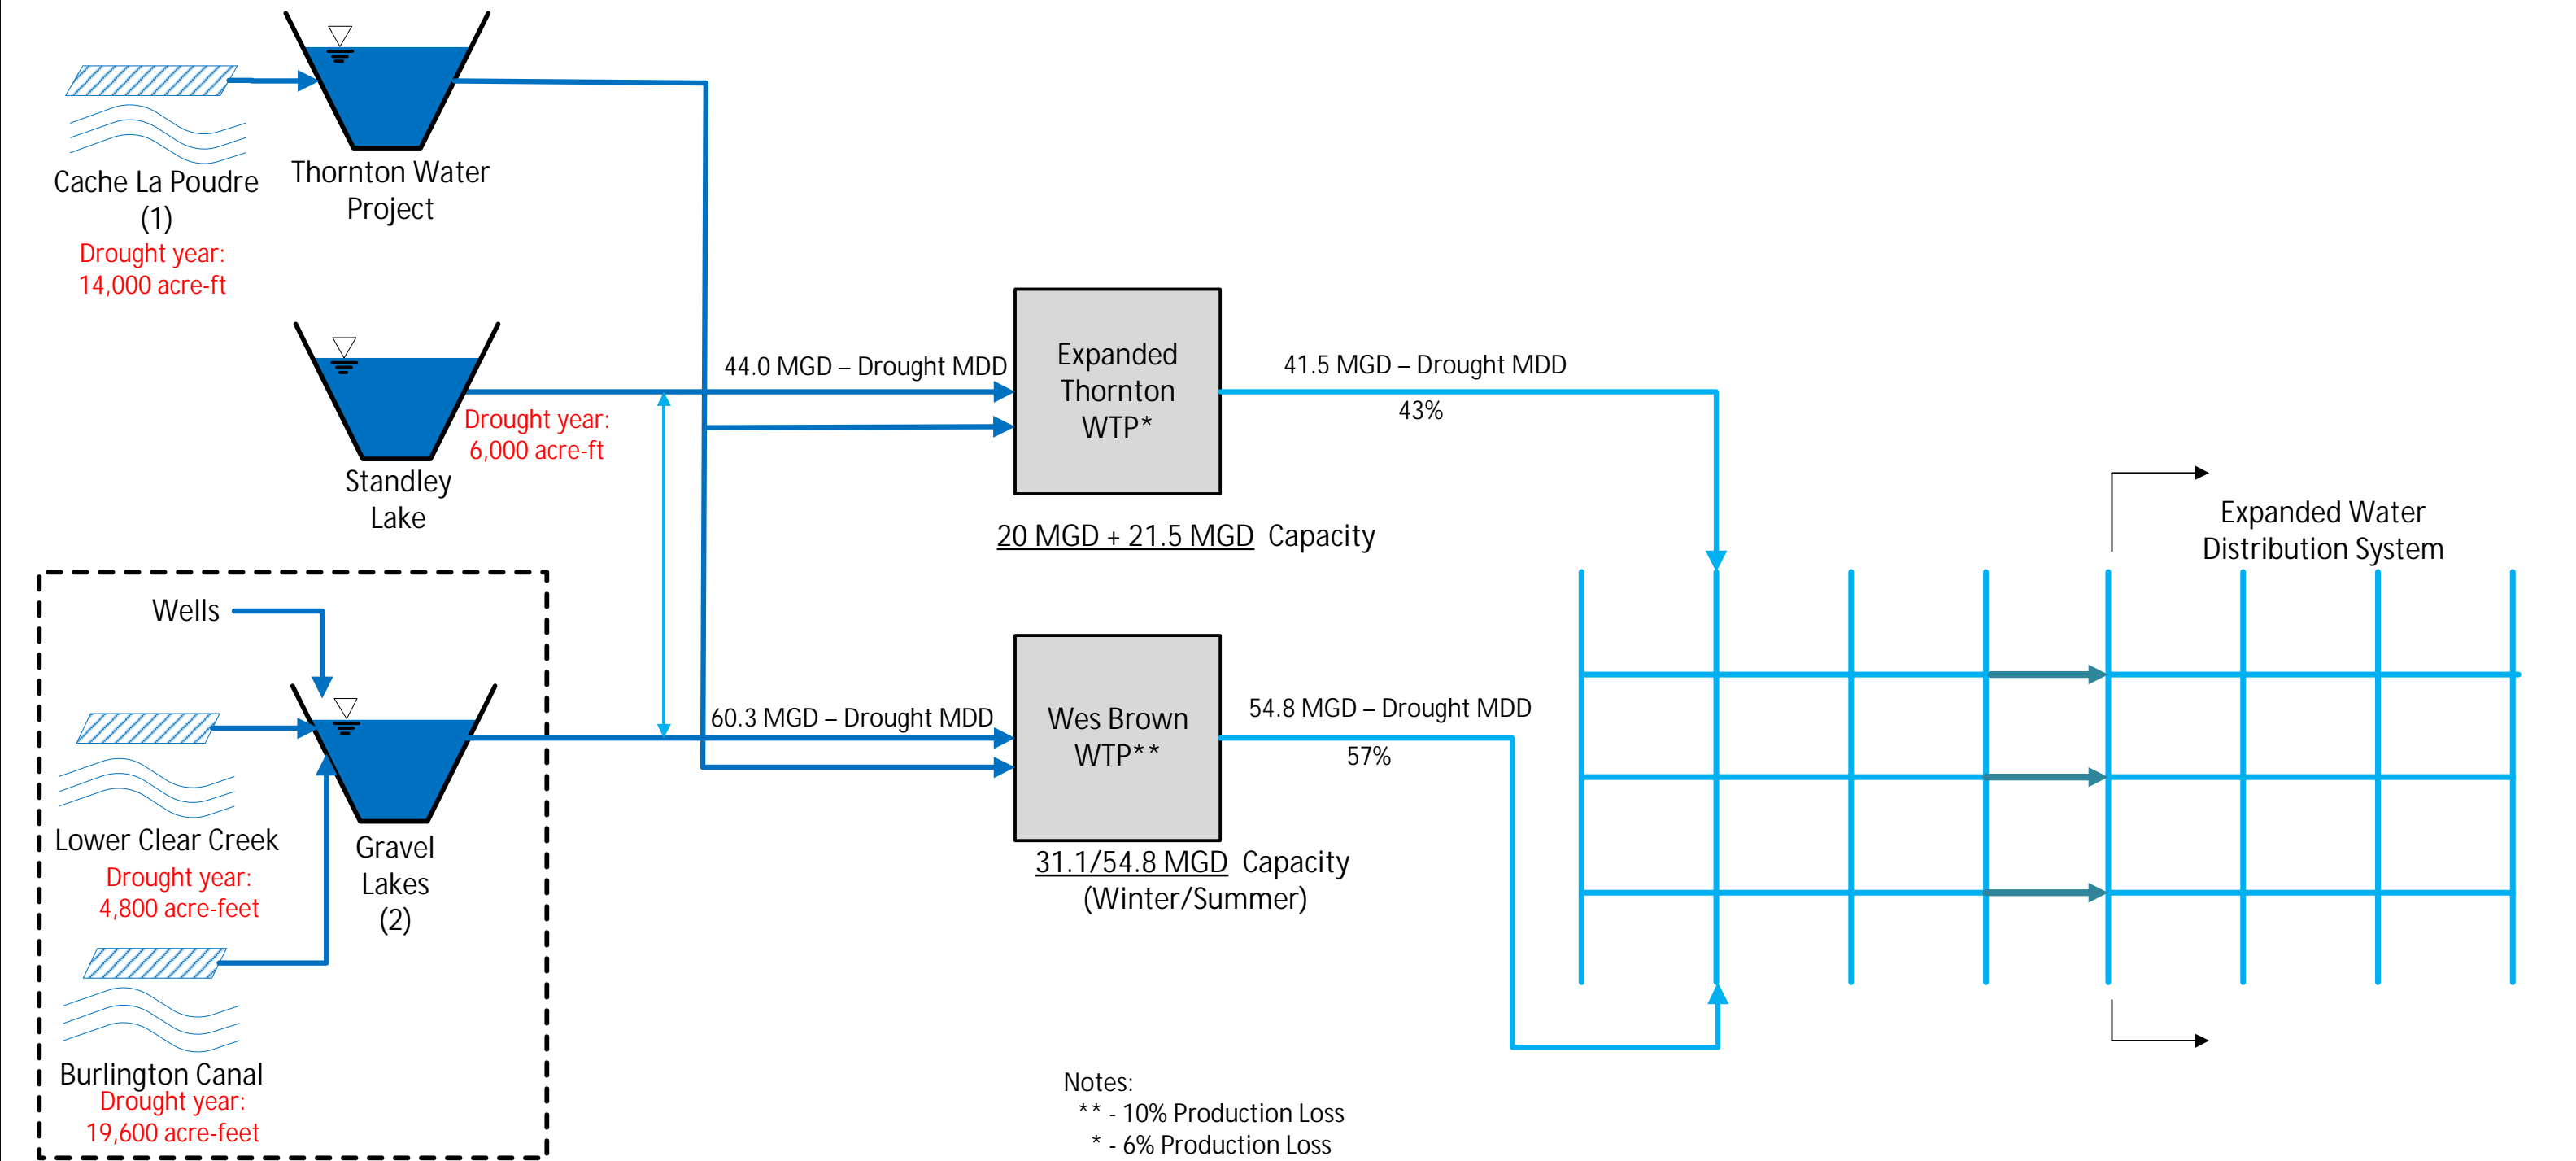 Cache La Poudre
(1)
Drought year:
14,000 acre-ft
Thornton Water
Project
Standley
Lake
Drought year:
6,000 acre-ft
44.0 MGD – Drought MDD
Expanded
Thornton
WTP*
41.5 MGD – Drought MDD
43%
20 MGD + 21.5 MGD Capacity
Expanded Water
Distribution System
Wells
Lower Clear Creek
Drought year:
4,800 acre-feet
Gravel
Lakes
(2)
Burlington Canal
Drought year:
19,600 acre-feet
60.3 MGD – Drought MDD
Wes Brown
WTP**
54.8 MGD – Drought MDD
57%
31.1/54.8 MGD Capacity
(Winter/Summer)
Notes:
** - 10% Production Loss
* - 6% Production Loss